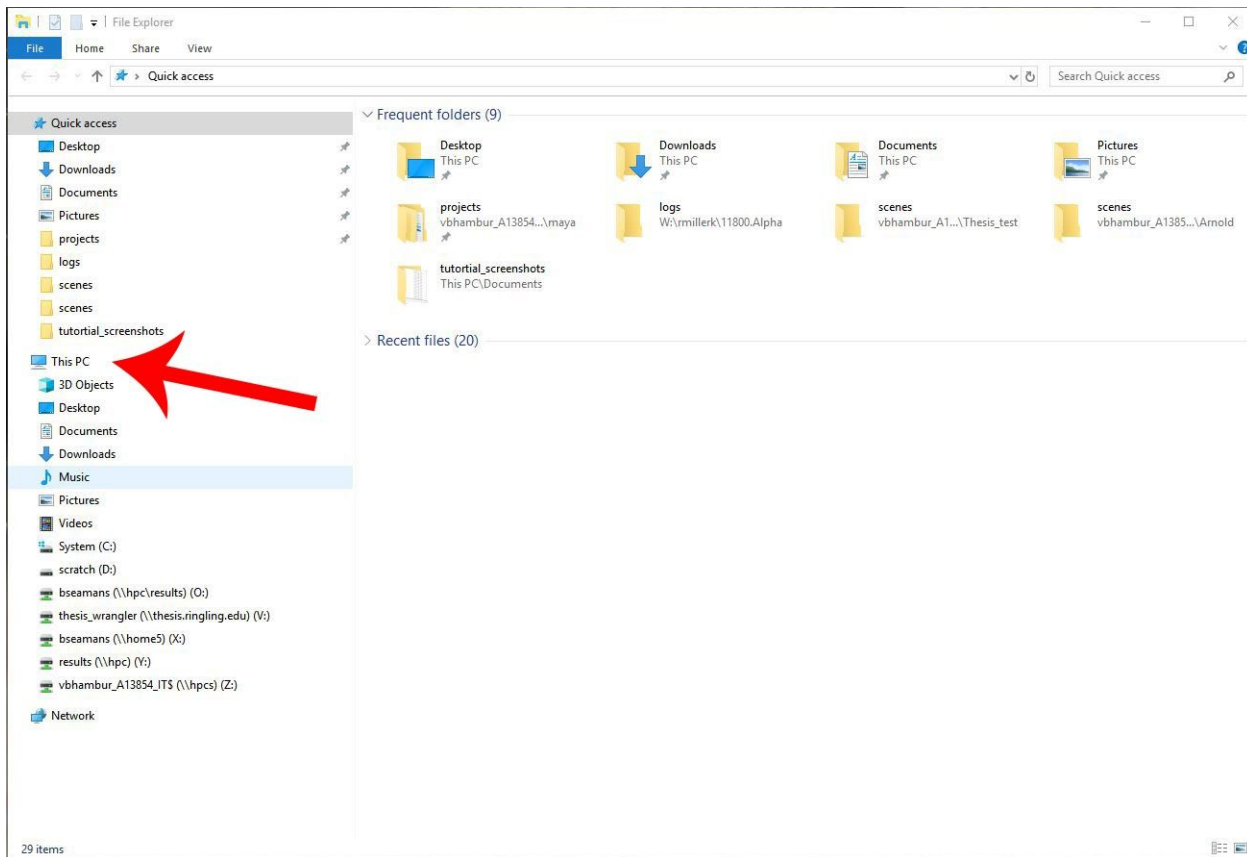 File Explorer
File Home Share View
Quick access
Search Quick access
Quick access
Desktop
Downloads
Documents
Pictures
projects
logs
scenes
scenes
tutortial_screenshots
This PC
3D Objects
Desktop
Documents
Downloads
Music
Pictures
Videos
System (C:)
scratch (D:)
bseamans (\\hpc\results) (O:)
thesis_wrangler (\\thesis.ringling.edu) (V:)
bseamans (\\home5) (X:)
results (\\hpc) (Y:)
vbhambur_A13854_IT$ (\\hpcs) (Z:)
Network
Frequent folders (9)
Desktop
This PC
Downloads
This PC
Documents
This PC
Pictures
This PC
projects
vbhambur_A13854...\maya
logs
W:\rmillerk\11800.Alpha
scenes
vbhambur_A1...\Thesis_test
scenes
vbhambur_A1385...\Arnold
tutortial_screenshots
This PC\Documents
Recent files (20)
29 items